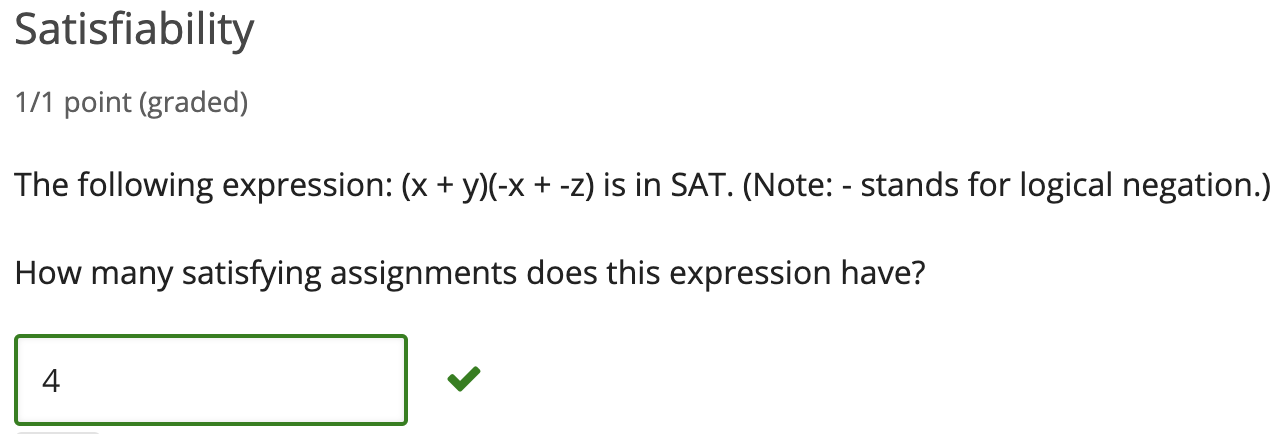 Satisfiability
1/1 point (graded)
The following expression: (x + y)(-x + -z) is in SAT. (Note: - stands for logical negation.)
How many satisfying assignments does this expression have?
4